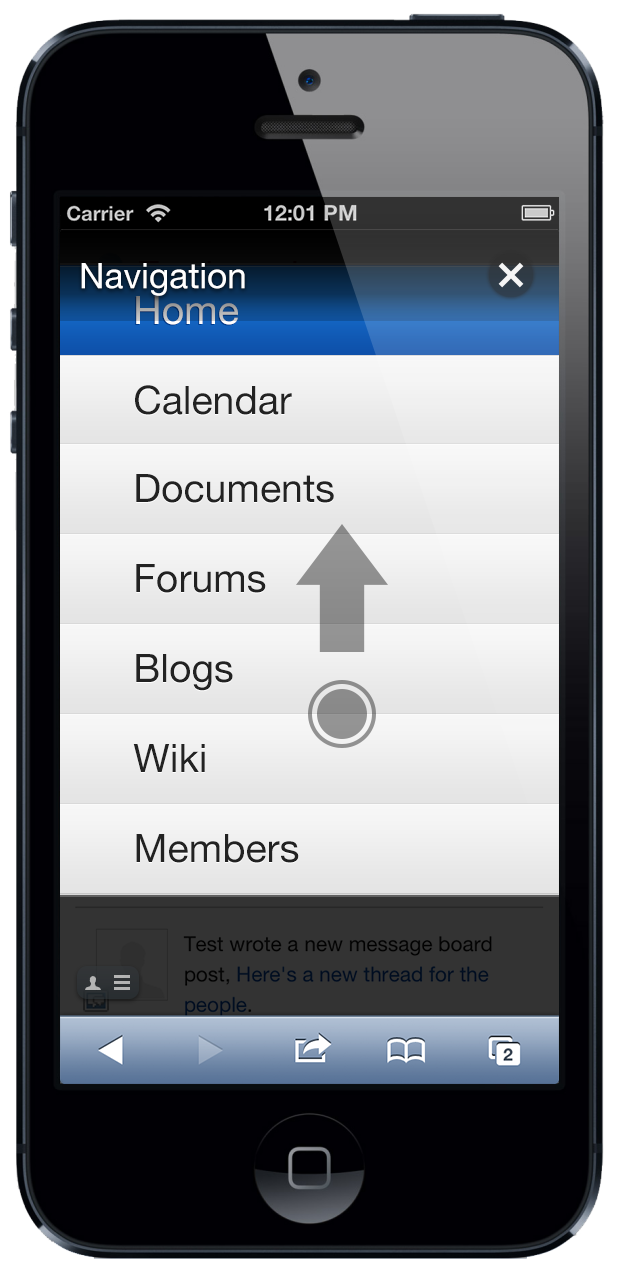 Carrier 12:01 PM
Navigation
Home
Calendar
Documents
Forums
Blogs
Wiki
Members
Test wrote a new message board
post, Here's a new thread for the
people.
2